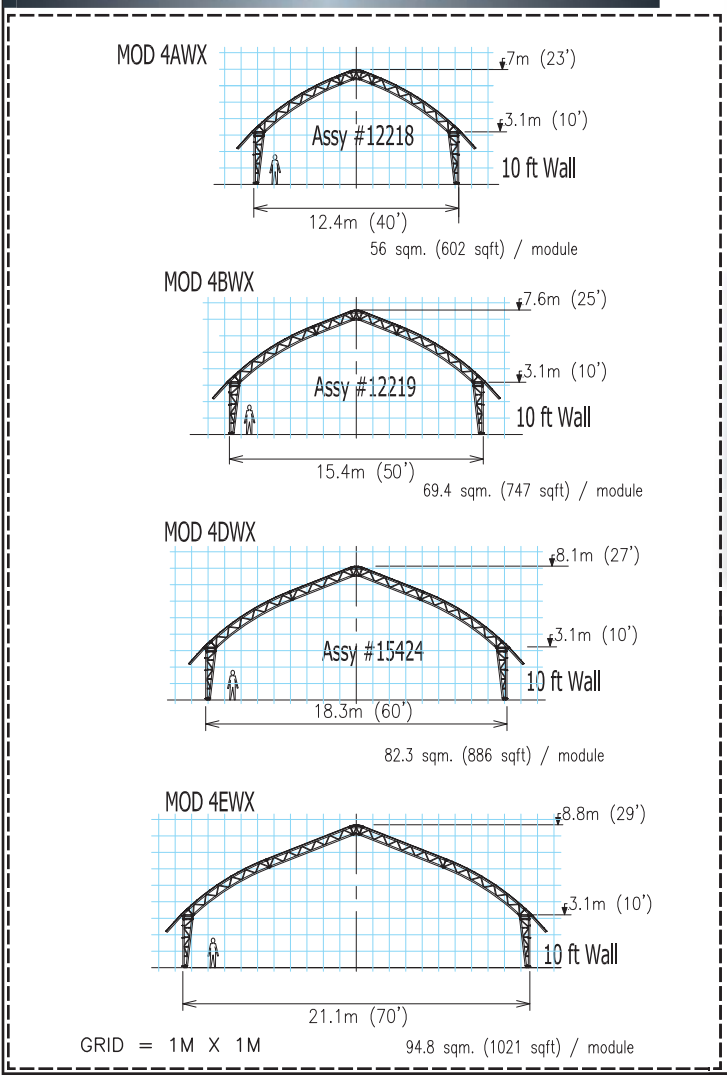 MOD 4AWX
7m (23')
3.1m (10')
Assy #12218
10 ft Wall
12.4m (40')
56 sqm. (602 sqft) / module
MOD 4BWX
7.6m (25')
3.1m (10')
Assy #12219
10 ft Wall
15.4m (50')
69.4 sqm. (747 sqft) / module
MOD 4DWX
8.1m (27')
3.1m (10')
Assy #15424
10 ft Wall
18.3m (60')
82.3 sqm. (886 sqft) / module
MOD 4EWX
8.8m (29')
3.1m (10')
10 ft Wall
21.1m (70')
GRID = 1M X 1M
94.8 sqm. (1021 sqft) / module